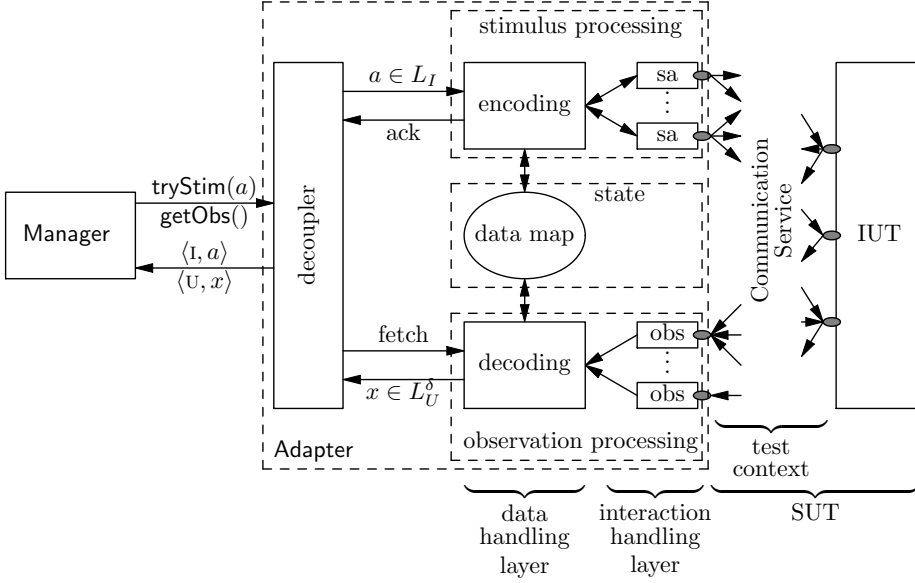 stimulus processing
a ∈ L_I
encoding
sa
⋮
sa
ack
tryStim(a)
getObs()
Manager
⟨I, a⟩
⟨U, x⟩
decoupler
state
data map
Communication
Service
IUT
fetch
decoding
obs
⋮
obs
x ∈ L_U^δ
Adapter
observation processing
test
context
SUT
data
handling
layer
interaction
handling
layer